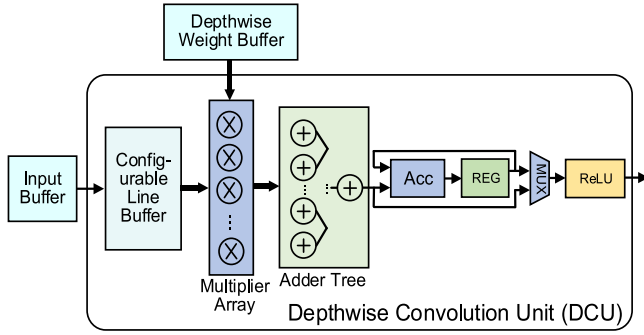 Depthwise
Weight Buffer
Input
Buffer
Config-
urable
Line
Buffer
Multiplier
Array
Adder Tree
Acc
REG
MUX
ReLU
Depthwise Convolution Unit (DCU)